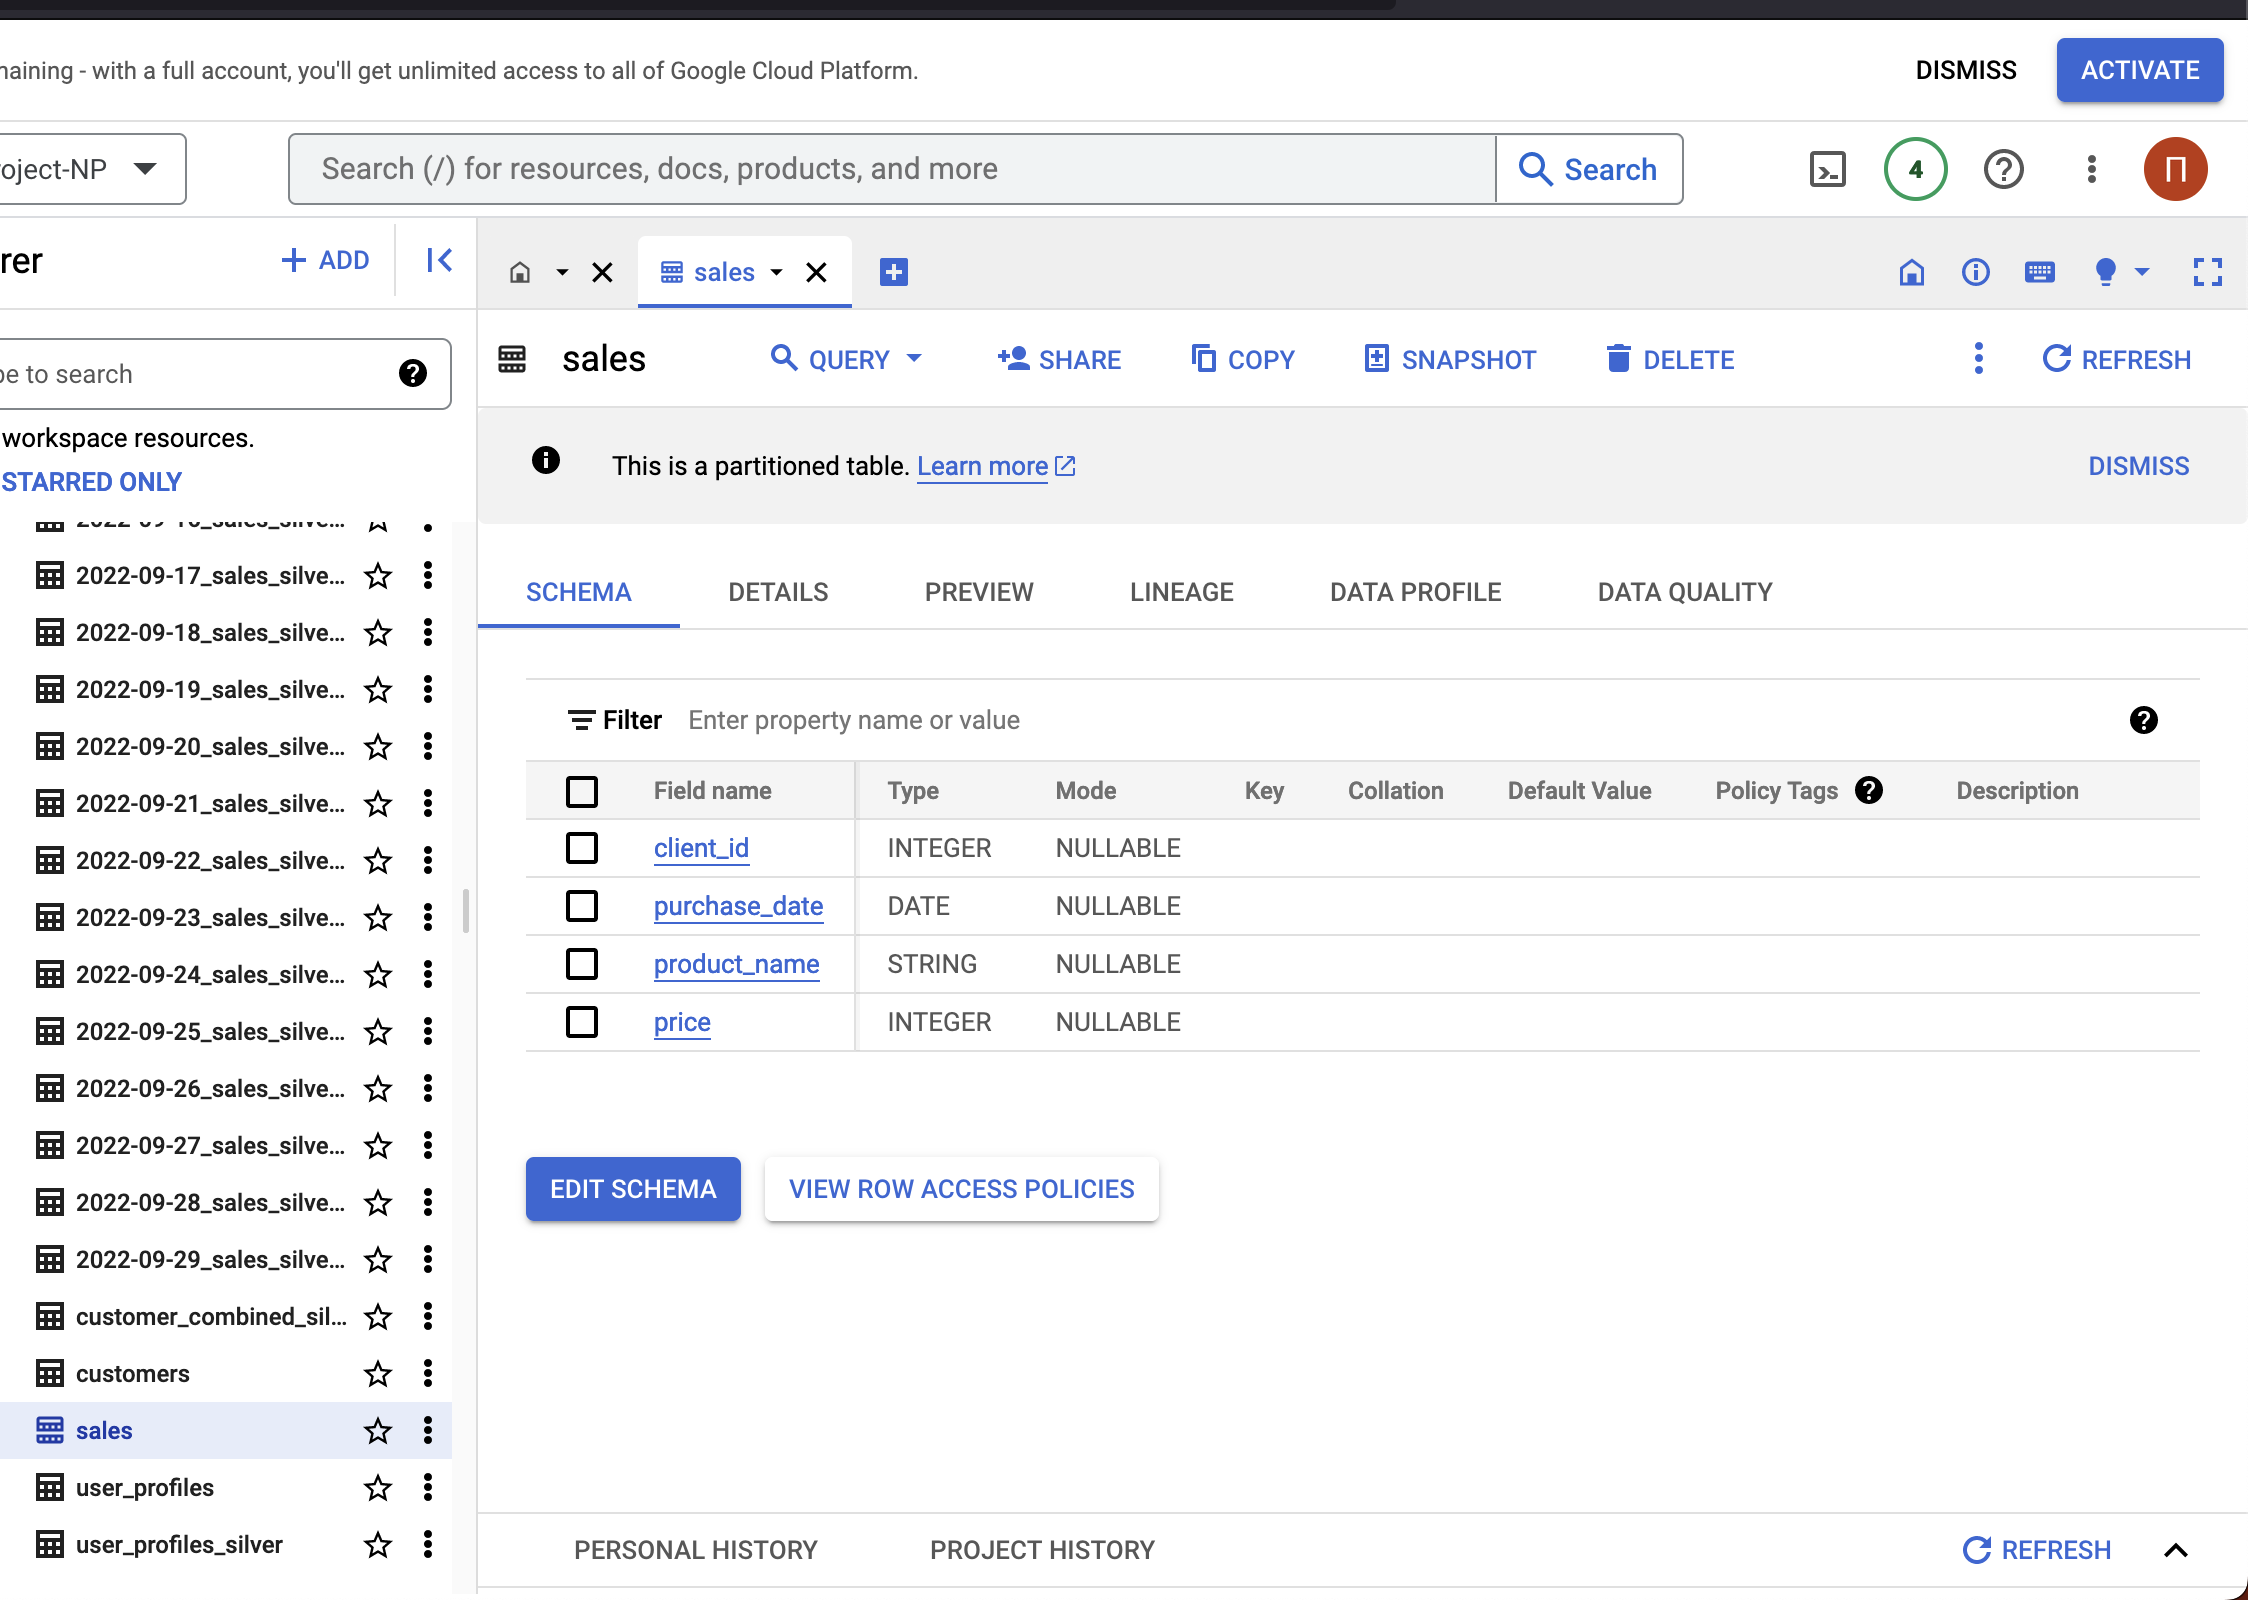 - with a full account, you'll get unlimited access to all of Google Cloud Platform.
DISMISS
ACTIVATE
Search (/) for resources, docs, products, and more
Search
4
П
ADD
sales
sales
QUERY
SHARE
COPY
SNAPSHOT
DELETE
REFRESH
to search
workspace resources.
STARRED ONLY
This is a partitioned table. Learn more
DISMISS
2022-09-17_sales_silve...
2022-09-18_sales_silve...
2022-09-19_sales_silve...
2022-09-20_sales_silve...
2022-09-21_sales_silve...
2022-09-22_sales_silve...
2022-09-23_sales_silve...
2022-09-24_sales_silve...
2022-09-25_sales_silve...
2022-09-26_sales_silve...
2022-09-27_sales_silve...
2022-09-28_sales_silve...
2022-09-29_sales_silve...
customer_combined_sil...
customers
sales
user_profiles
user_profiles_silver
SCHEMA DETAILS PREVIEW LINEAGE DATA PROFILE DATA QUALITY
Filter Enter property name or value
Field name Type Mode Key Collation Default Value Policy Tags Description
client_id INTEGER NULLABLE
purchase_date DATE NULLABLE
product_name STRING NULLABLE
price INTEGER NULLABLE
EDIT SCHEMA
VIEW ROW ACCESS POLICIES
PERSONAL HISTORY
PROJECT HISTORY
REFRESH